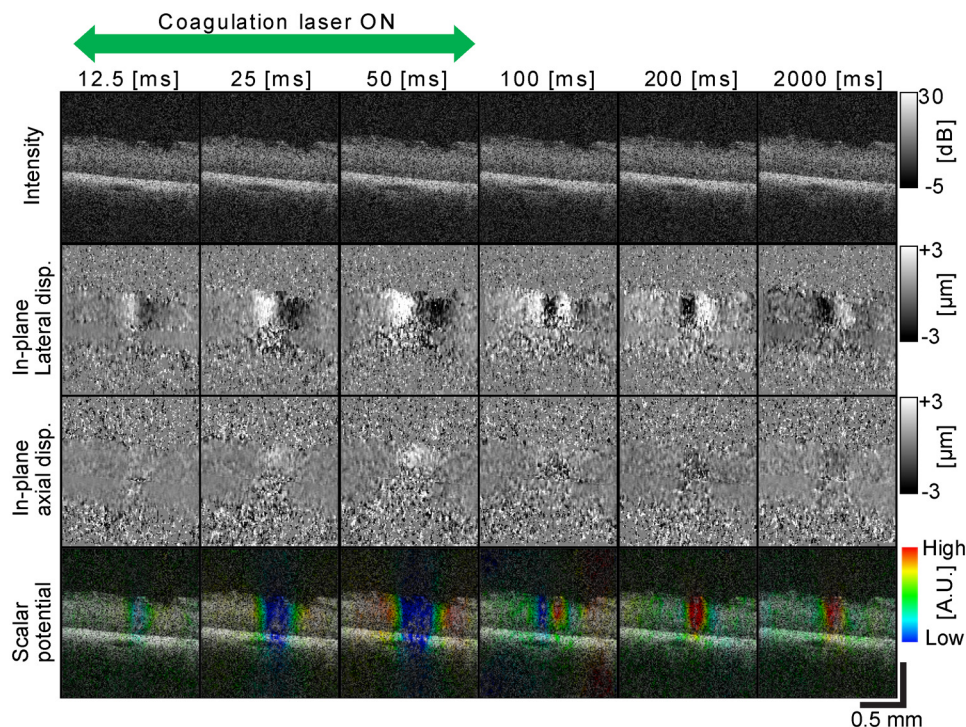 Coagulation laser ON
12.5 [ms] 25 [ms] 50 [ms] 100 [ms] 200 [ms] 2000 [ms]
Intensity
30
[dB]
-5
In-plane
Lateral disp.
+3
[µm]
-3
In-plane
axial disp.
+3
[µm]
-3
Scalar
potential
High
[A.U.]
Low
0.5 mm